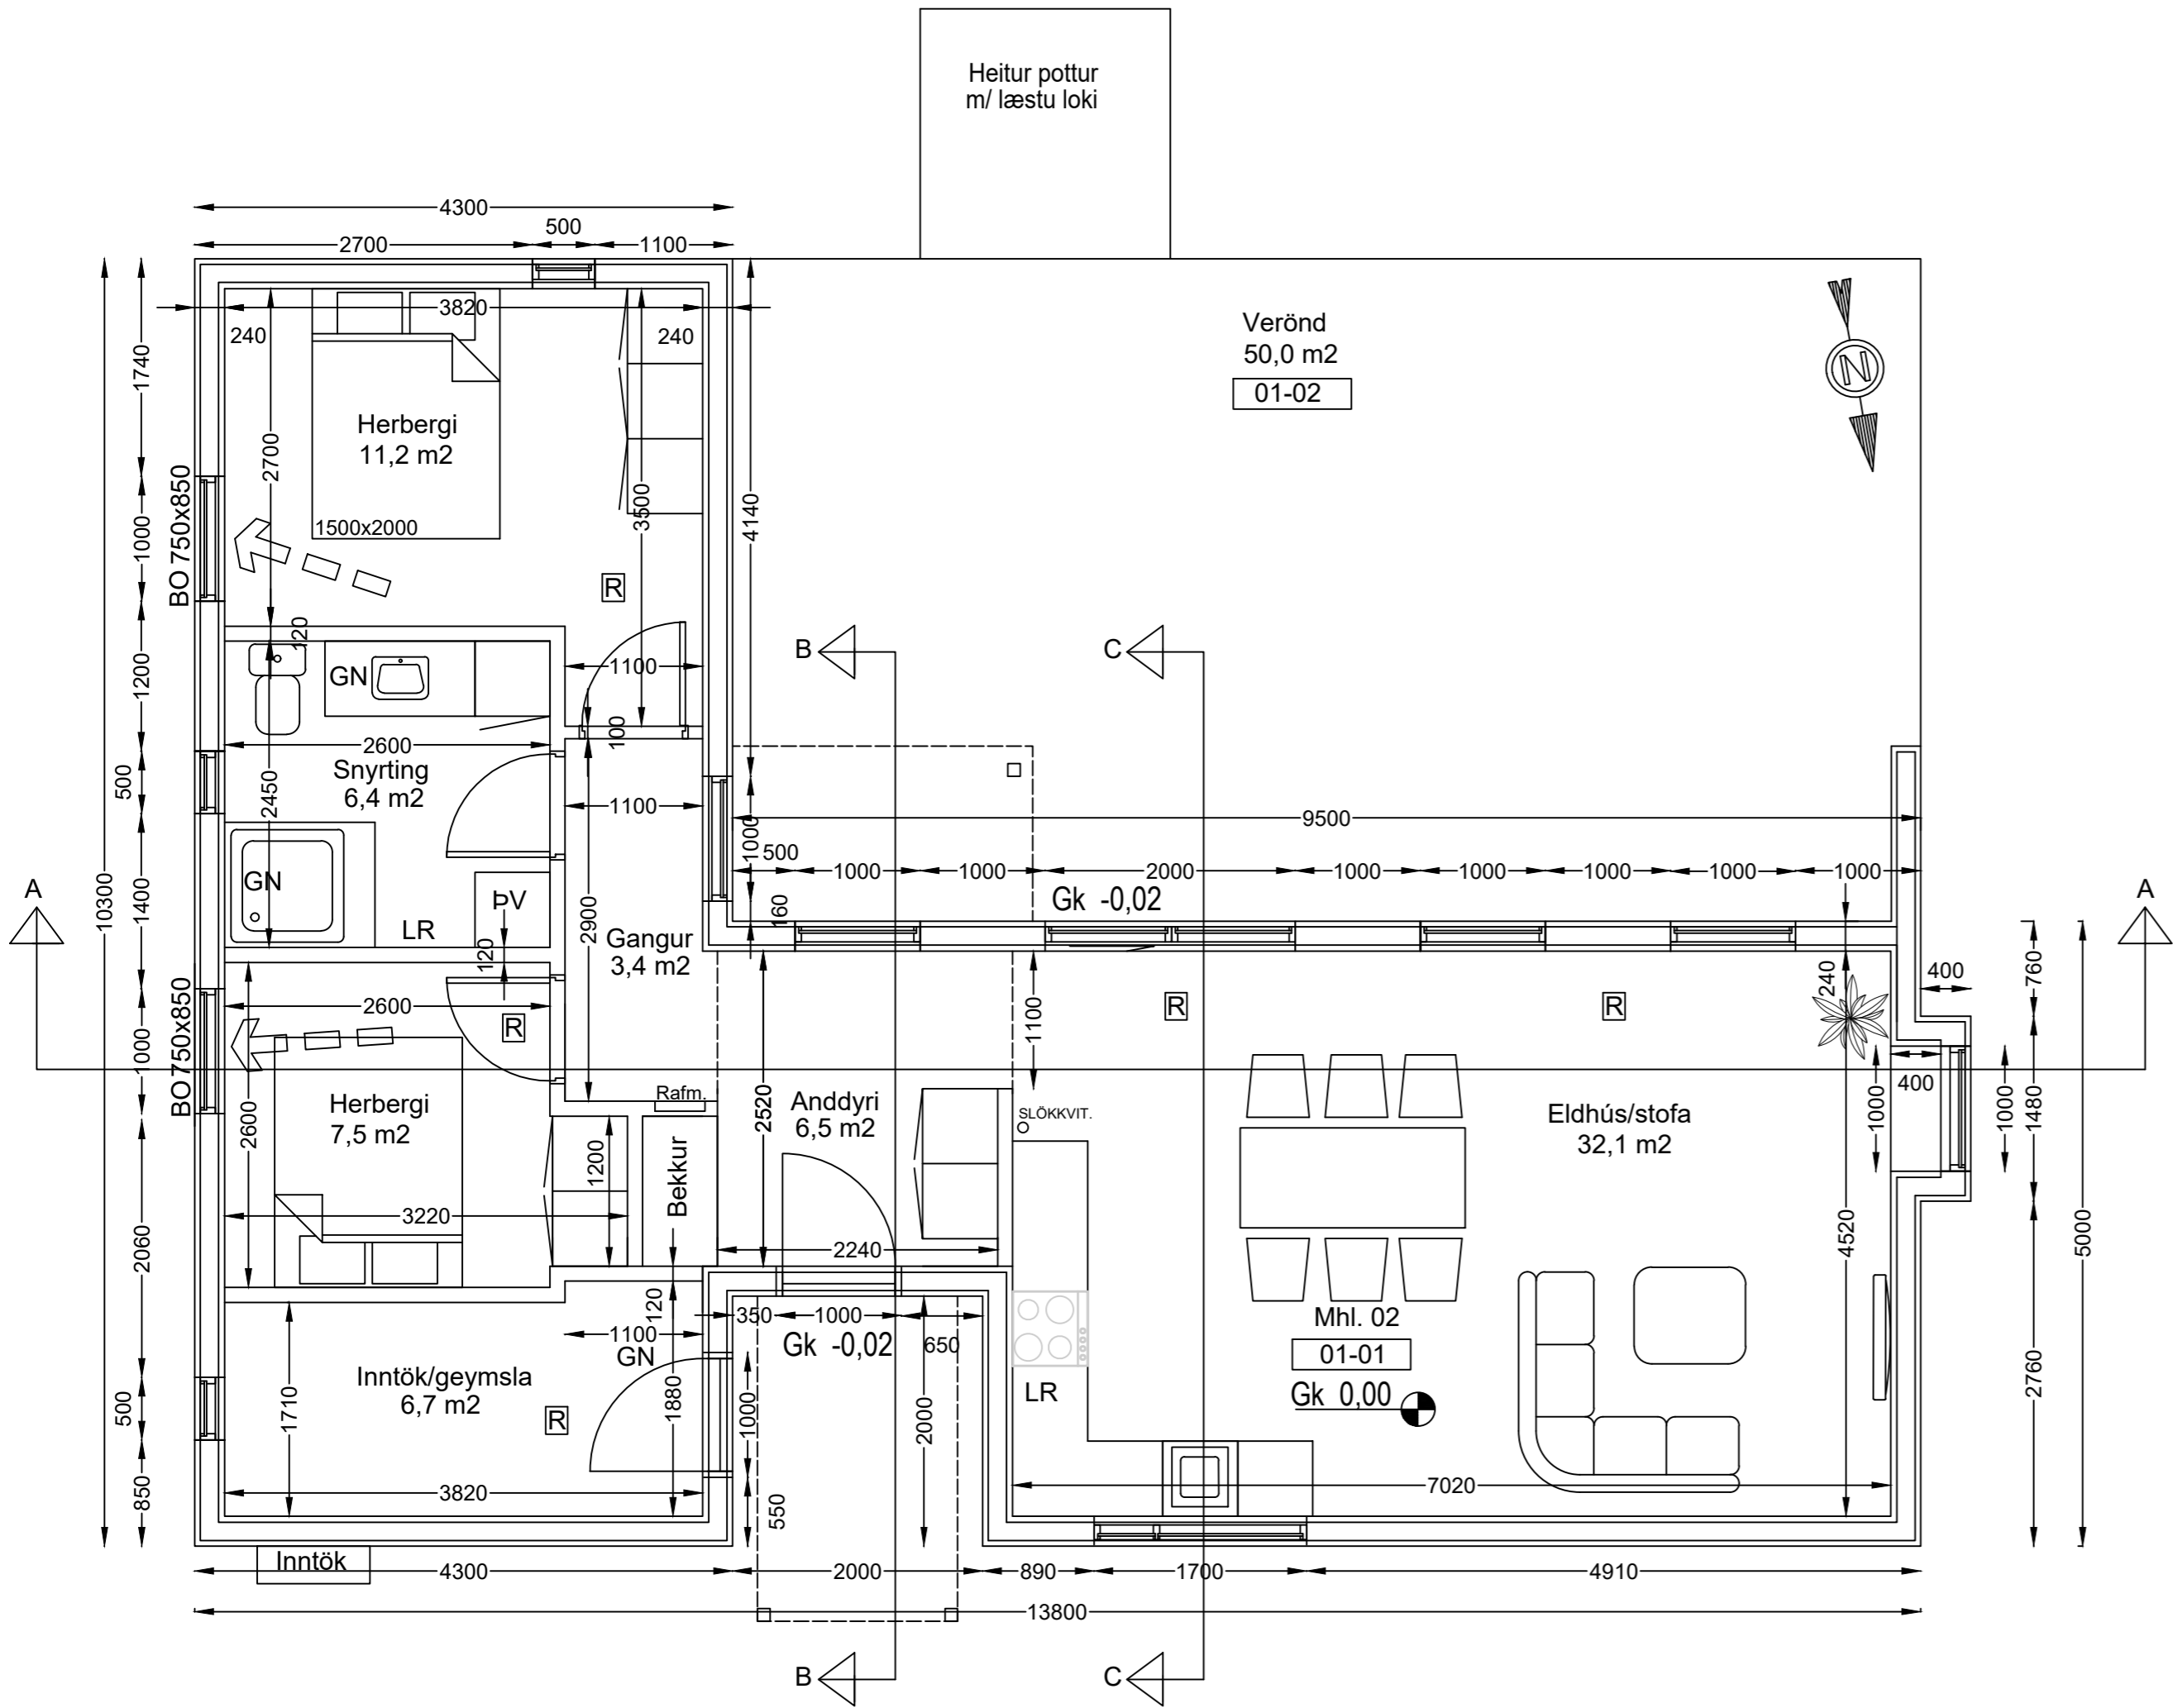 Heitur pottur
m/ læstu loki
4300
2700
500
1100
3820
240
240
Verönd
50,0 m2
01-02
N
Herbergi
11,2 m2
1500x2000
2700
3500
4140
1740
1000
1200
500
1400
1000
2060
500
850
10300
BO 750x850
BO 750x850
R
120
GN
1100
100
2600
Snyrting
6,4 m2
2450
GN
ÞV
LR
120
1100
2900
Gangur
3,4 m2
1000
160
B
C
9500
500
1000
1000
2000
1000
1000
1000
1000
1000
Gk -0,02
A
A
2600
R
Herbergi
7,5 m2
2600
3220
1200
Rafm.
Bekkur
2520
Anddyri
6,5 m2
2240
1100
SLÖKKVIT.
R
R
240
400
400
760
1000
1000
1480
5000
2760
4520
Eldhús/stofa
32,1 m2
Mhl. 02
01-01
Gk 0,00
LR
7020
120
350
1000
650
Gk -0,02
1100
GN
Inntök/geymsla
6,7 m2
R
1710
1880
1000
550
2000
3820
Inntök
4300
2000
890
1700
4910
13800
B
C